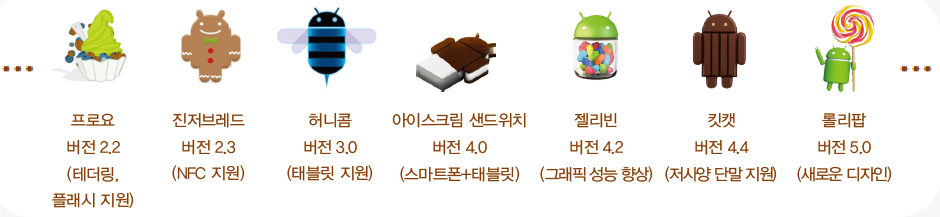 프로요
버전 2.2
(테더링,
플래시 지원)
진저브레드
버전 2.3
(NFC 지원)
허니콤
버전 3.0
(태블릿 지원)
아이스크림 샌드위치
버전 4.0
(스마트폰+태블릿)
젤리빈
버전 4.2
(그래픽 성능 향상)
킷캣
버전 4.4
(저사양 단말 지원)
롤리팝
버전 5.0
(새로운 디자인)